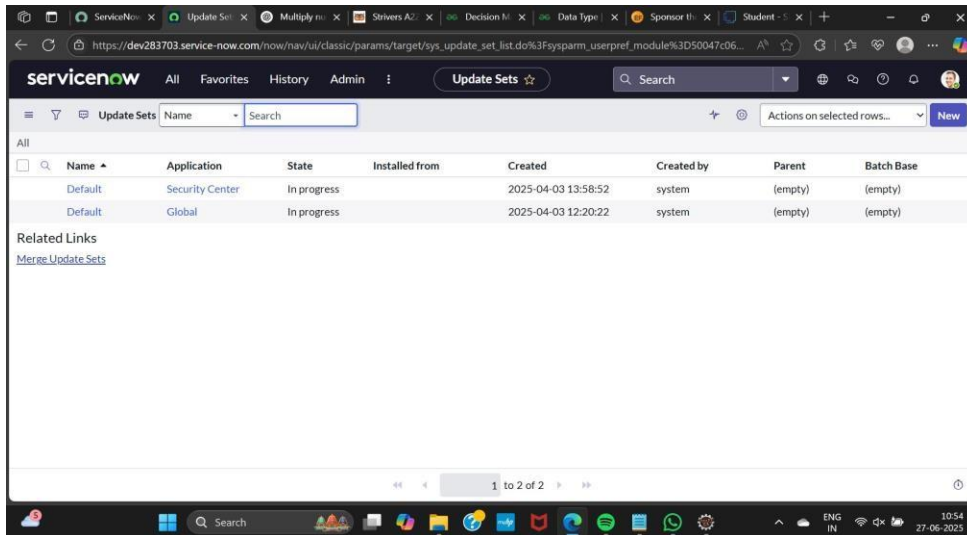 ServiceNow
Update Set
Multiply nu
Strivers A2Z
Decision M
Data Type |
Sponsor th
Student - S
https://dev283703.service-now.com/now/nav/ui/classic/params/target/sys_update_set_list.do%3Fsysparm_userpref_module%3D50047c06...
servicenow All Favorites History Admin Update Sets Search
Update Sets Name Search Actions on selected rows... New
All
Name Application State Installed from Created Created by Parent Batch Base
Default Security Center In progress 2025-04-03 13:58:52 system (empty) (empty)
Default Global In progress 2025-04-03 12:20:22 system (empty) (empty)
Related Links
Merge Update Sets
1 to 2 of 2
5 Search ENG 10:54
IN 27-06-2025